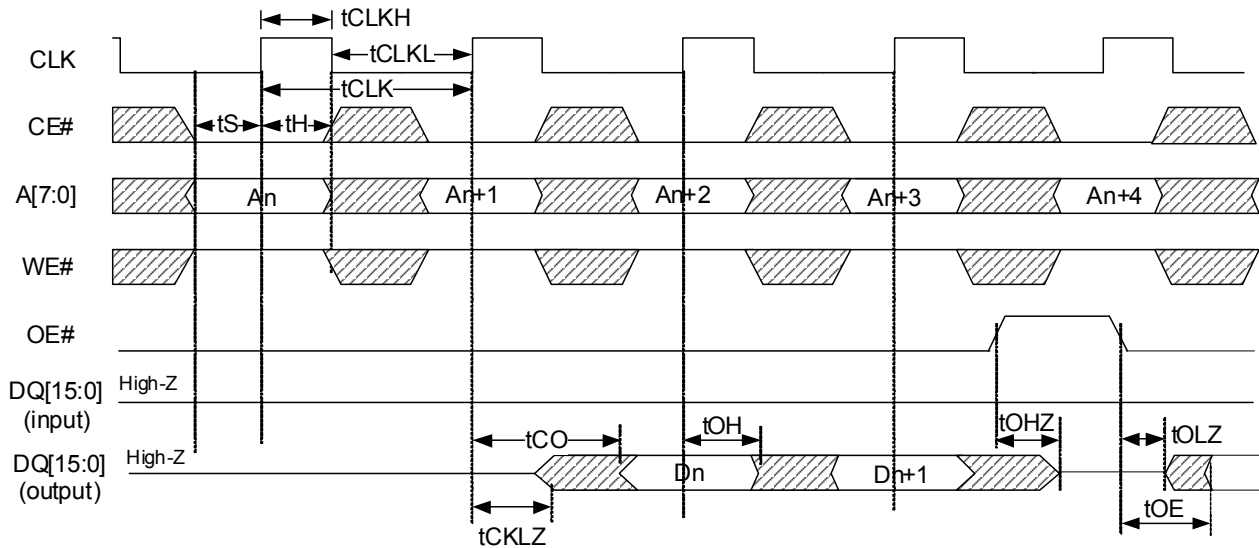 tCLKH
CLK
tCLKL
tCLK
CE#
tS
tH
A[7:0]
An
An+1
An+2
An+3
An+4
WE#
OE#
DQ[15:0]
(input)
High-Z
tCO
tOH
tOHZ
tOLZ
DQ[15:0]
(output)
High-Z
Dn
Dn+1
tOE
tCKLZ